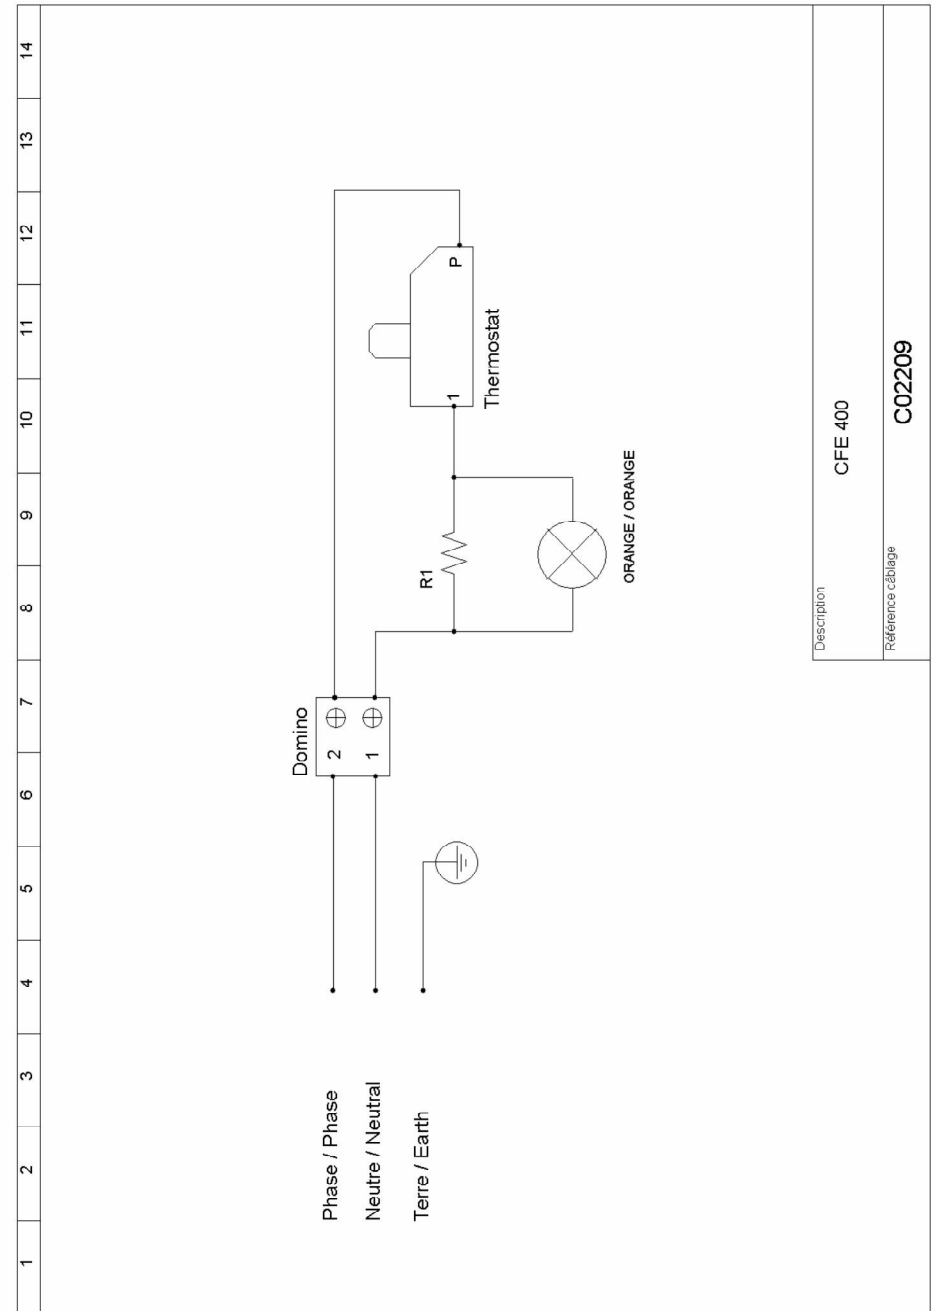 1
2
3
4
5
6
7
8
9
10
11
12
13
14
Phase / Phase
Neutre / Neutral
Terre / Earth
Domino
2
1
R1
ORANGE / ORANGE
1
P
Thermostat
Description
CFE 400
Référence câblage
C02209